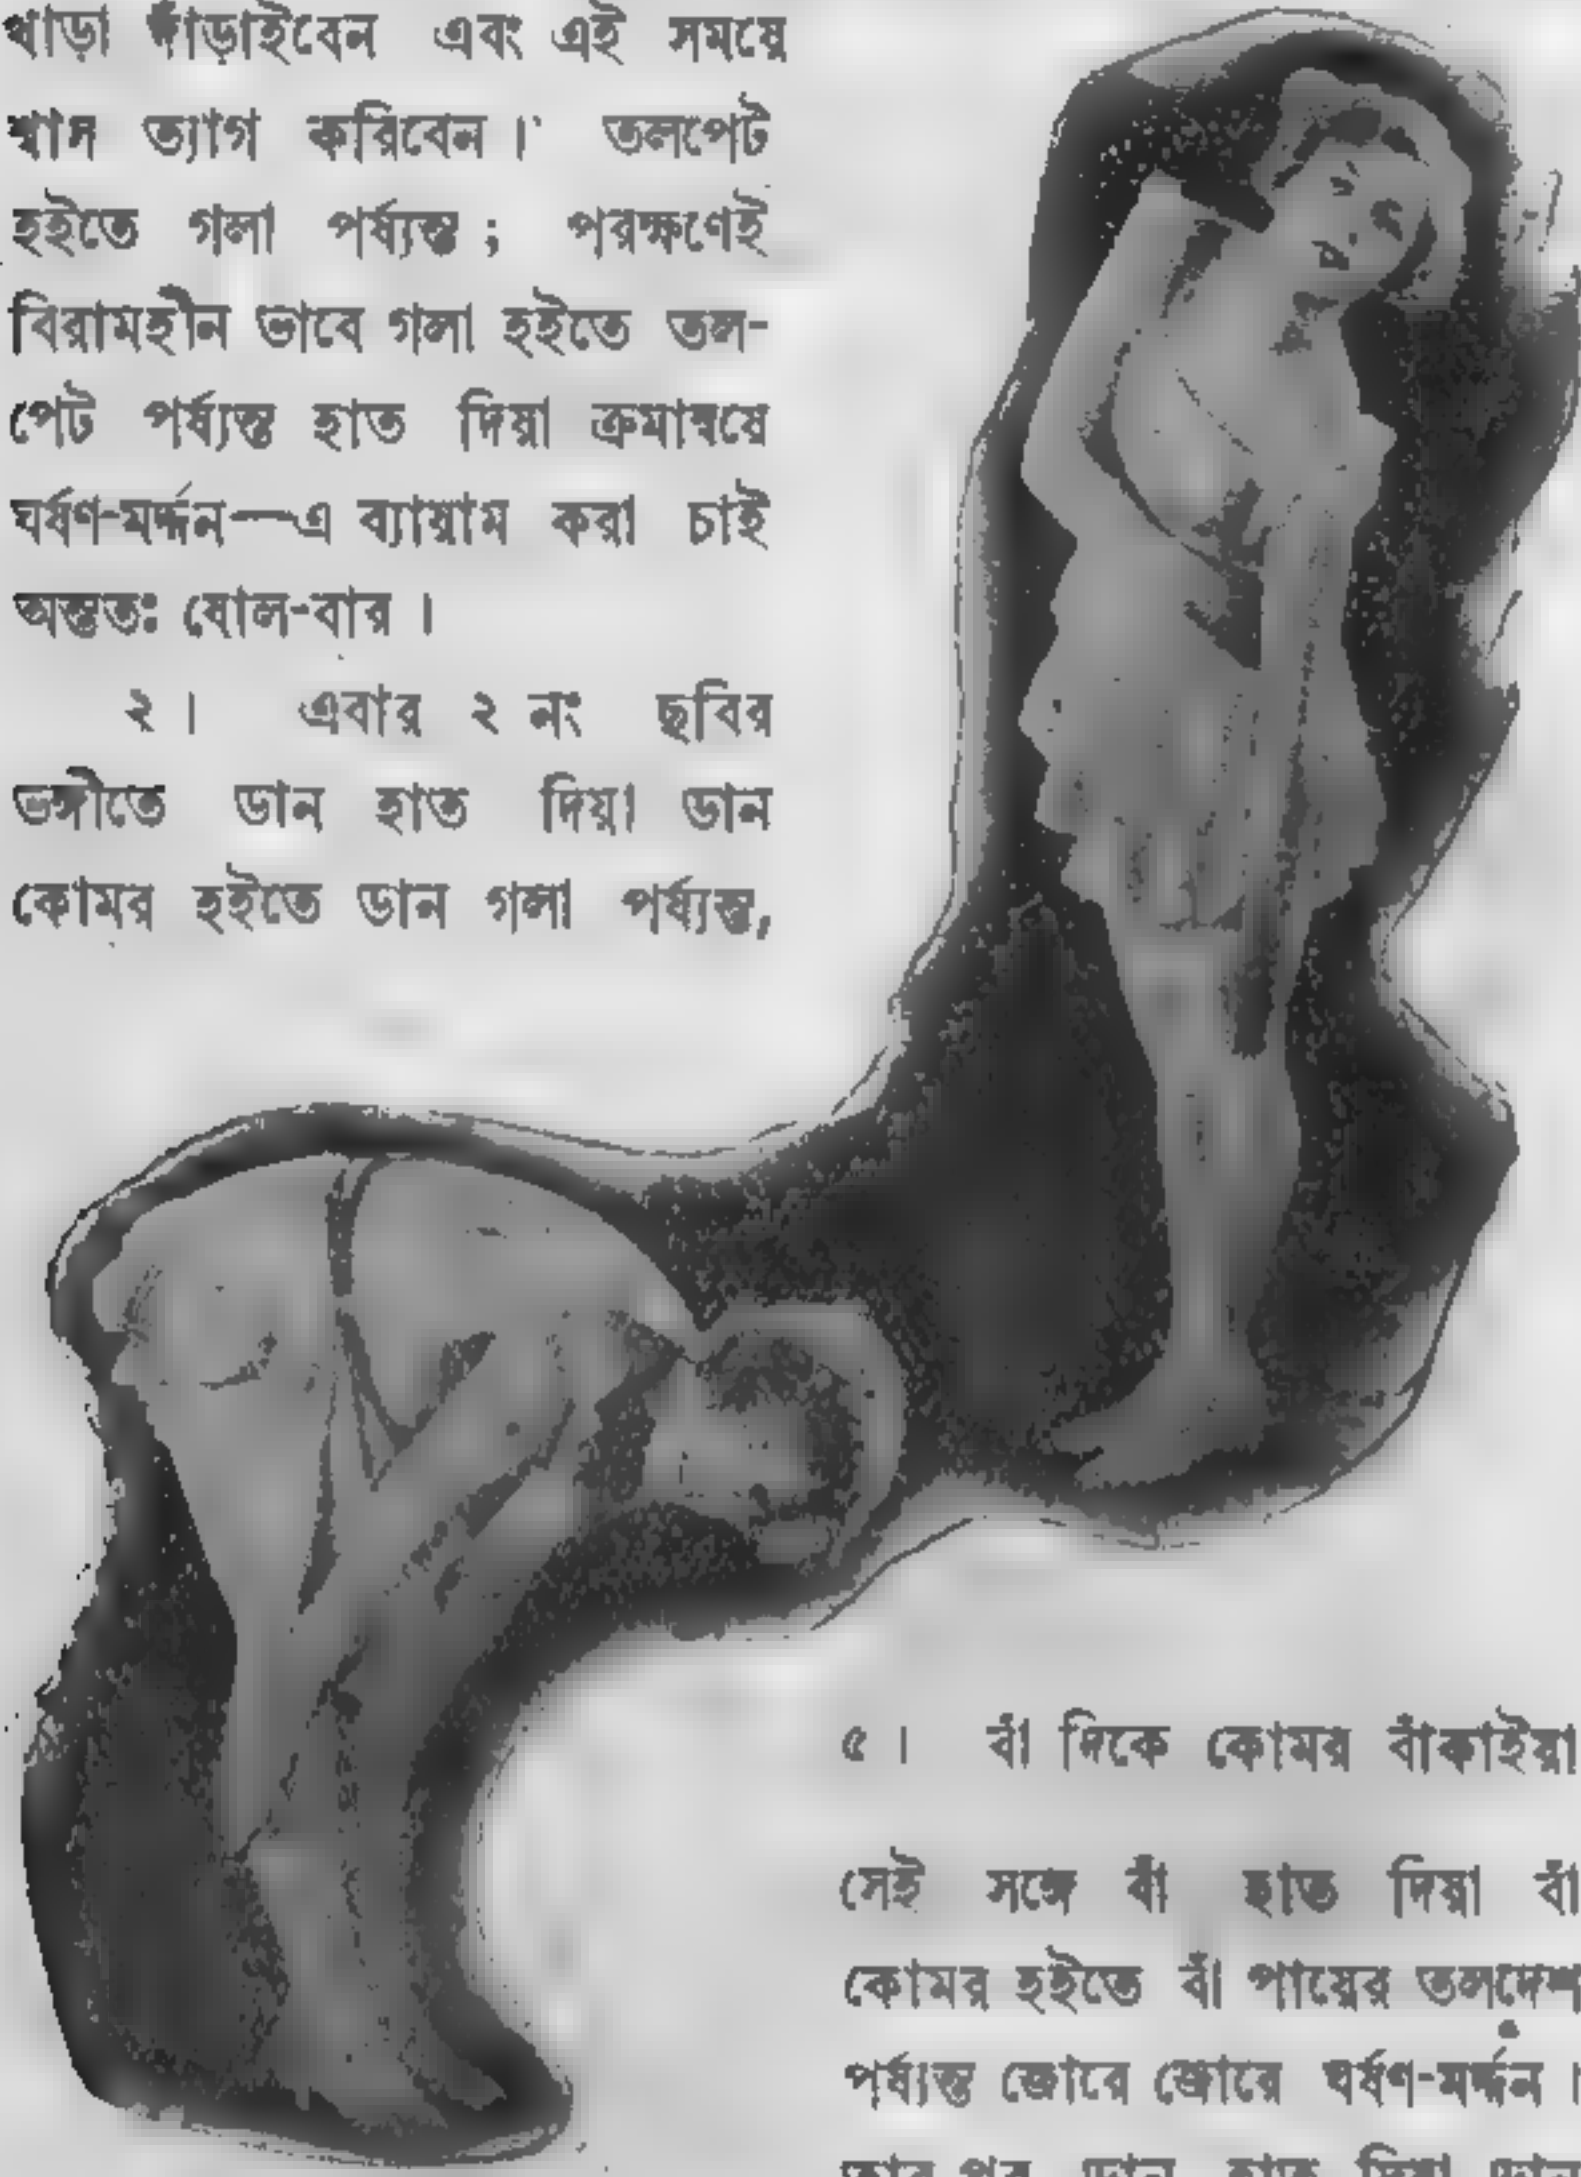 খাড়া দাঁড়াইবেন এবং এই সময়ে
শ্বাস ত্যাগ করিবেন। তলপেট
হইতে গলা পর্য্যন্ত ; পরক্ষণেই
বিরামহীন ভাবে গলা হইতে তল-
পেট পর্য্যন্ত হাত দিয়া ক্রমান্বয়ে
ঘর্ষণ-মর্দ্দন—এ ব্যায়াম করা চাই
অন্ততঃ ষোল-বার ।
২ । এবার ২ নং ছবির
ভঙ্গীতে ডান হাত দিয়া ডান
কোমর হইতে ডান গলা পর্য্যন্ত,
৫ । বাঁ দিকে কোমর বাঁকাইয়া
সেই সঙ্গে বাঁ হাত দিয়া বাঁ
কোমর হইতে বাঁ পায়ের তলদেশ
পর্য্যন্ত জোরে জোরে ঘর্ষণ-মর্দ্দন ।
তার পর ডান হাত দিয়া ডান